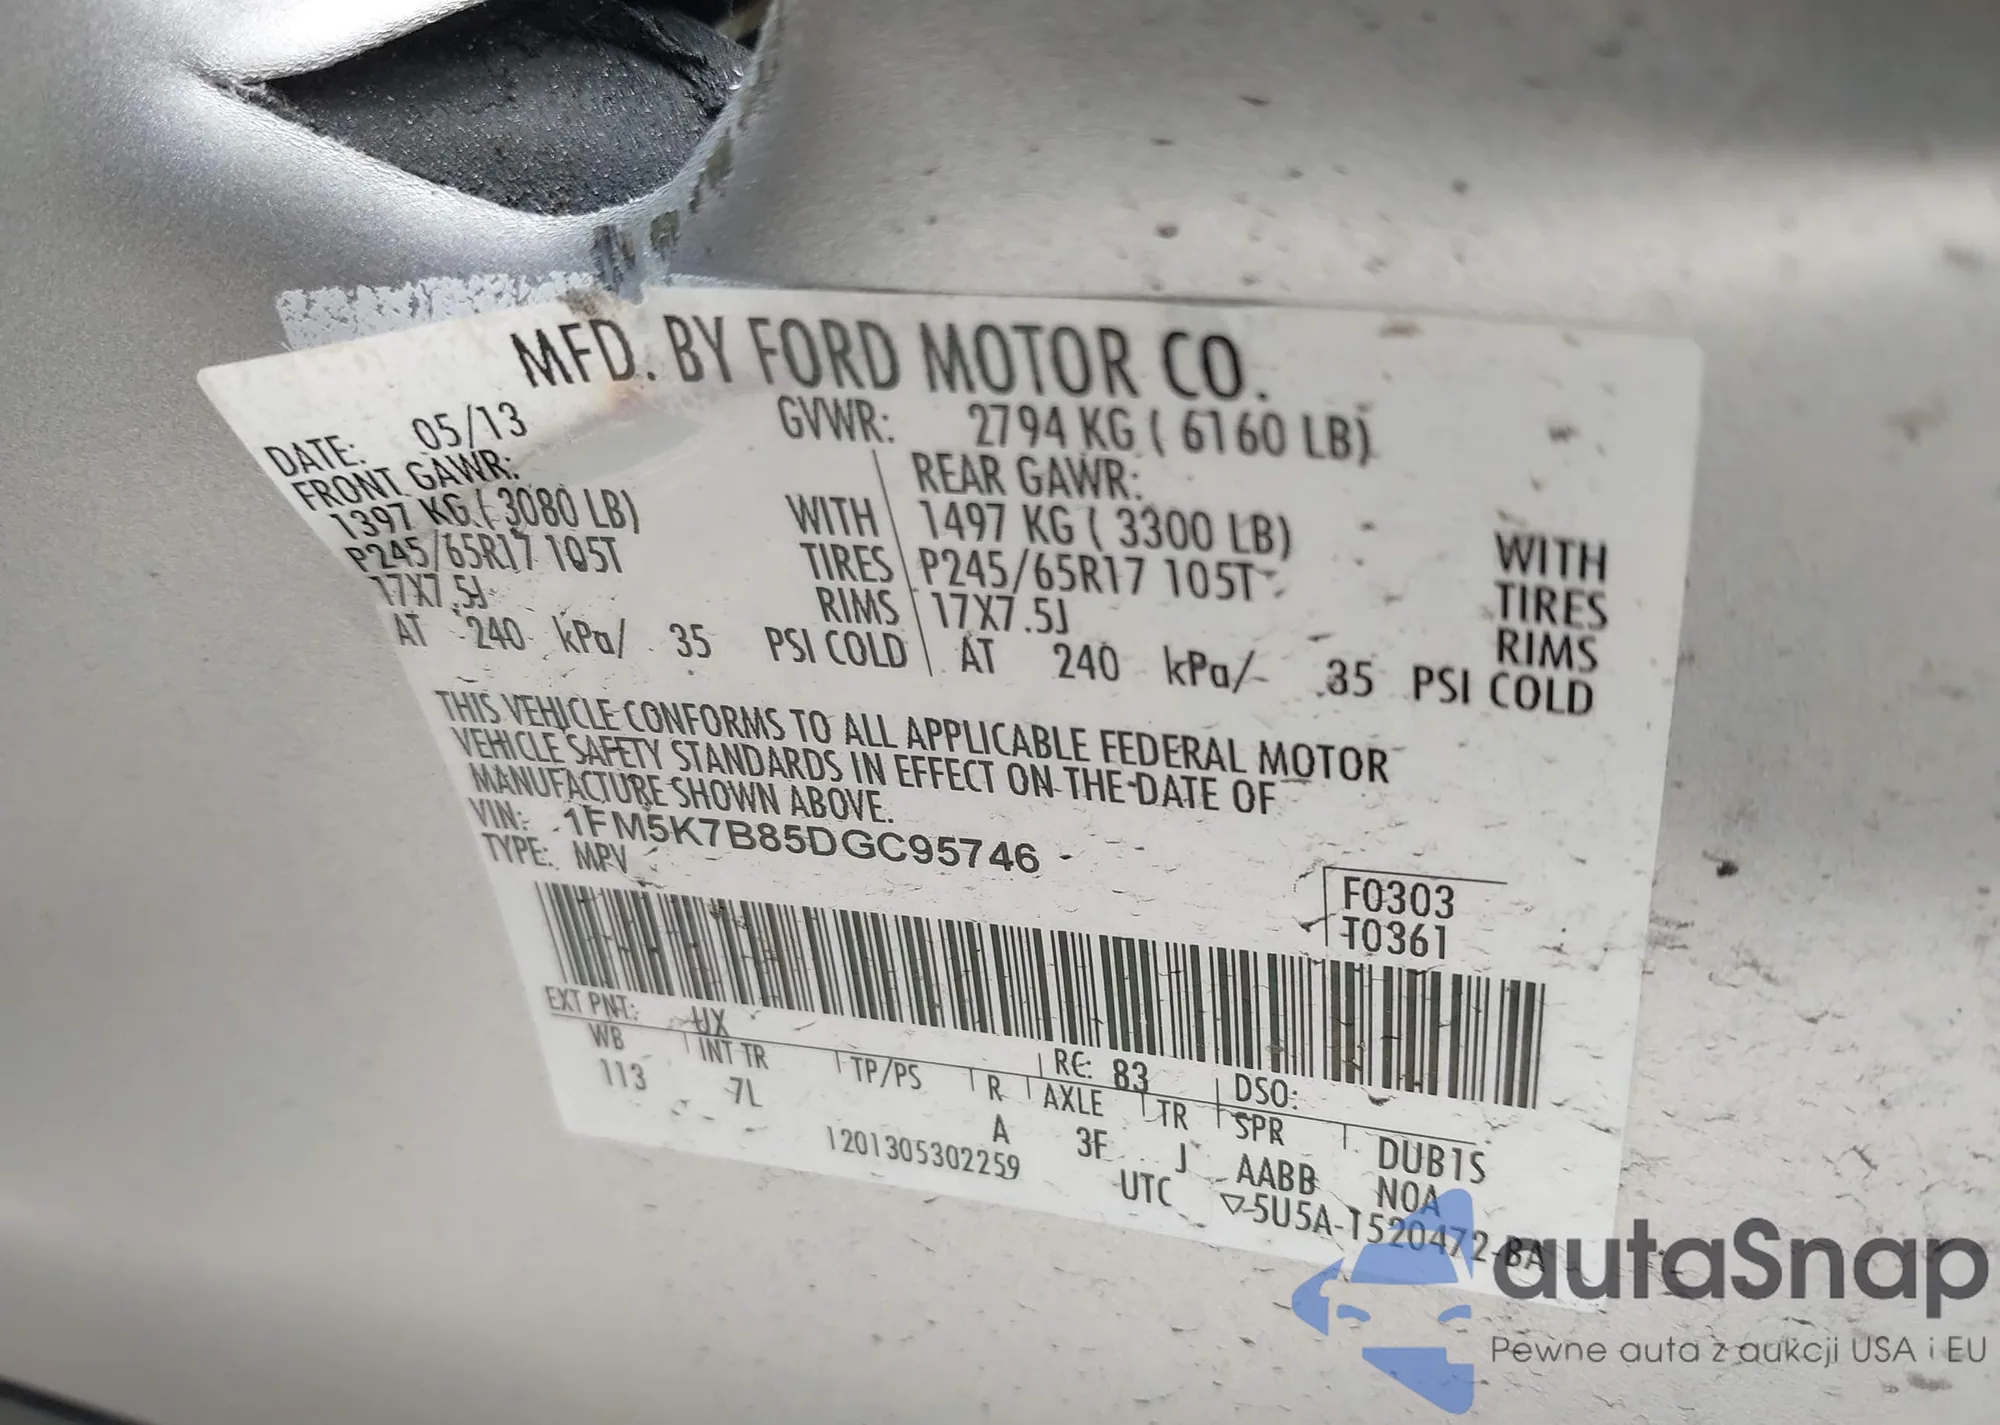 MFD. BY FORD MOTOR CO.
DATE: 05/13 GVWR: 2794 KG ( 6160 LB)
FRONT GAWR: REAR GAWR:
1397 KG ( 3080 LB) WITH 1497 KG ( 3300 LB) WITH
P245/65R17 105T TIRES P245/65R17 105T TIRES
17X7.5J RIMS 17X7.5J RIMS
AT 240 kPa/ 35 PSI COLD AT 240 kPa/ 35 PSI COLD
THIS VEHICLE CONFORMS TO ALL APPLICABLE FEDERAL MOTOR
VEHICLE SAFETY STANDARDS IN EFFECT ON THE DATE OF
MANUFACTURE SHOWN ABOVE.
VIN: 1FM5K7B85DGC95746
TYPE: MPV
F0303
T0361
EXT PNT: UX RC: 83 DSO:
WB INT TR TP/PS R AXLE TR SPR DUB1S
113 7L A 3F J AABB NOA
1201305302259 UTC ▽-5U5A-1520472-BA
autaSnap
Pewne auta z aukcji USA i EU